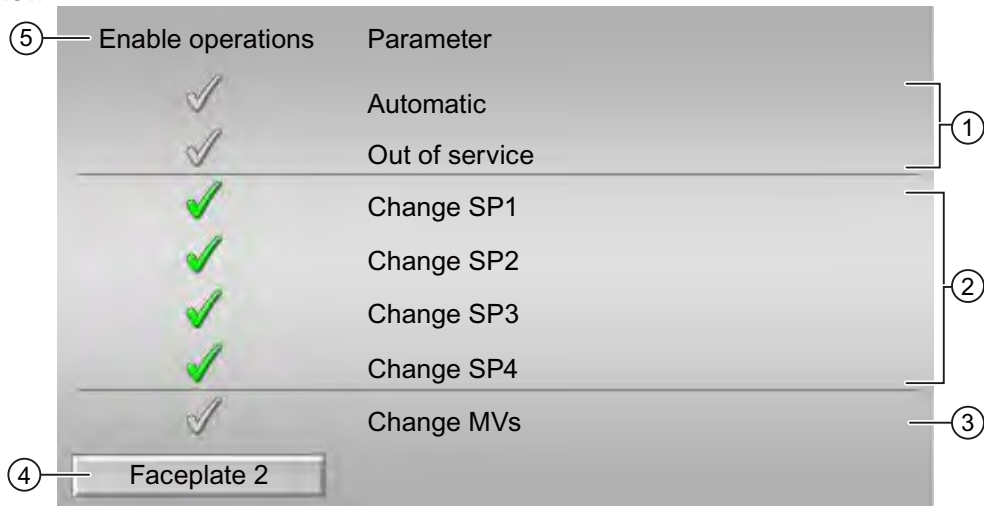 ⑤ Enable operations Parameter
Automatic
①
Out of service
Change SP1
Change SP2
②
Change SP3
Change SP4
Change MVs ③
④ Faceplate 2